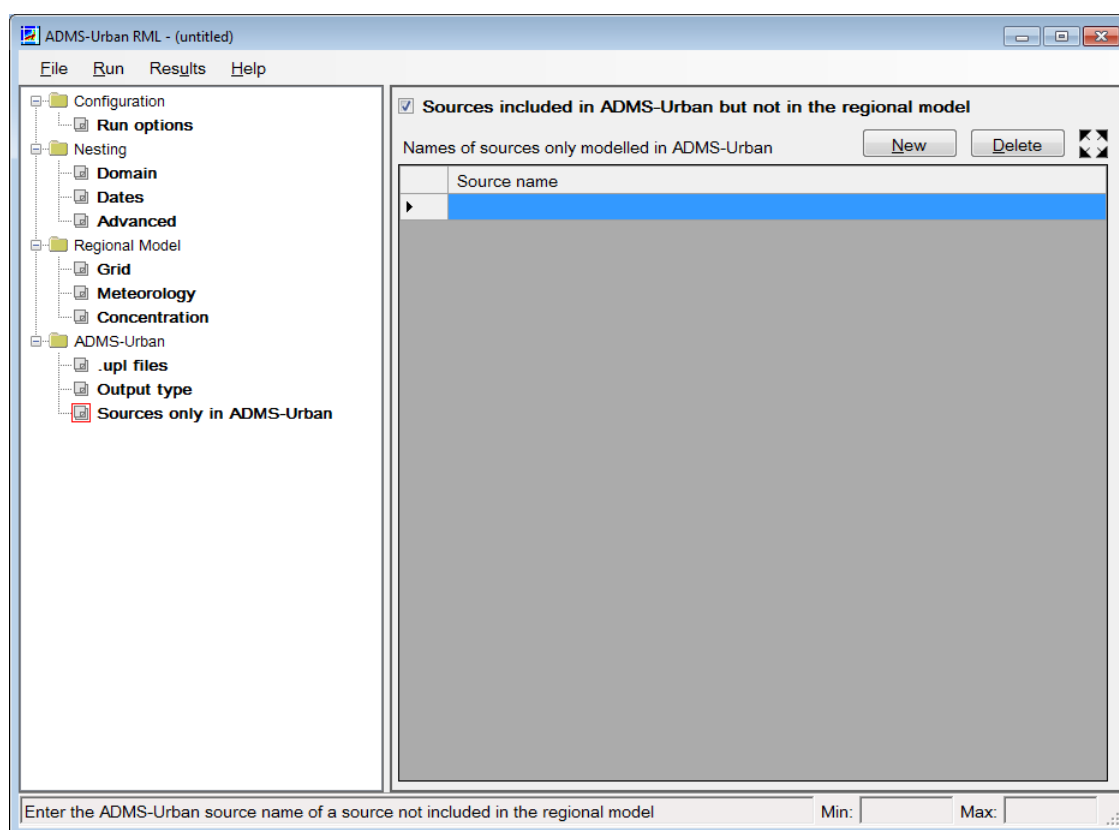 ADMS-Urban RML - (untitled)
File Run Results Help
Configuration
Run options
Nesting
Domain
Dates
Advanced
Regional Model
Grid
Meteorology
Concentration
ADMS-Urban
.upl files
Output type
Sources only in ADMS-Urban
Sources included in ADMS-Urban but not in the regional model
Names of sources only modelled in ADMS-Urban
New
Delete
Source name
Enter the ADMS-Urban source name of a source not included in the regional model
Min:
Max: